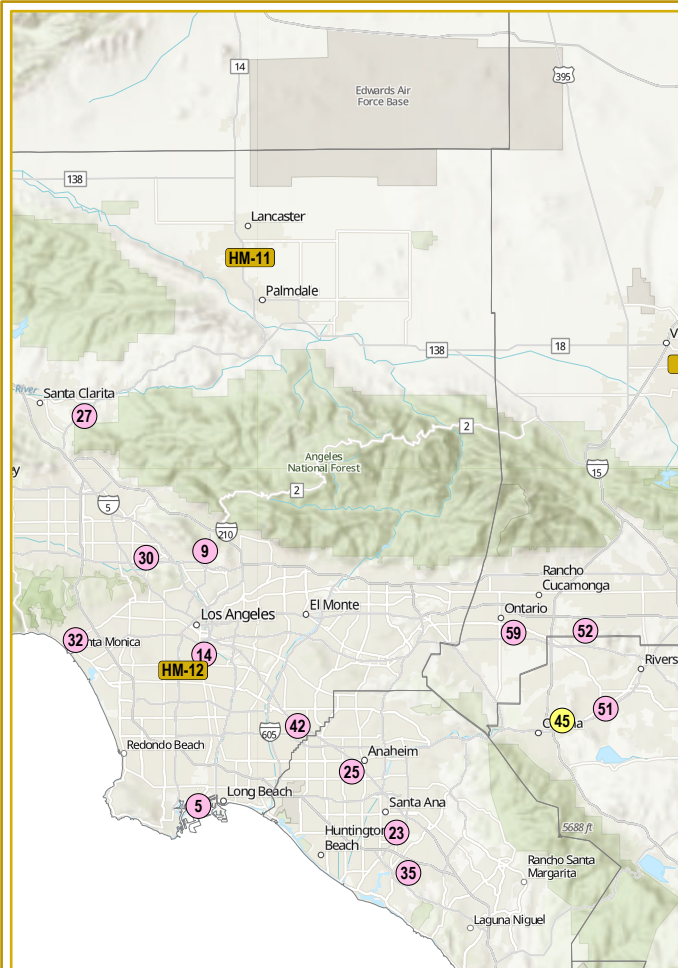 14
Edwards Air
Force Base
395
138
Lancaster
HM-11
Palmdale
138
18
V
River
Santa Clarita
27
2
Angeles
National Forest
15
2
5
210
y
9
30
Rancho
Cucamonga
El Monte
Ontario
Los Angeles
59
52
32
nta Monica
14
HM-12
Rivers
51
45
C
na
42
605
Redondo Beach
Anaheim
25
Long Beach
5
Santa Ana
23
Huntington
Beach
5688 ft
35
Rancho Santa
Margarita
Laguna Niguel